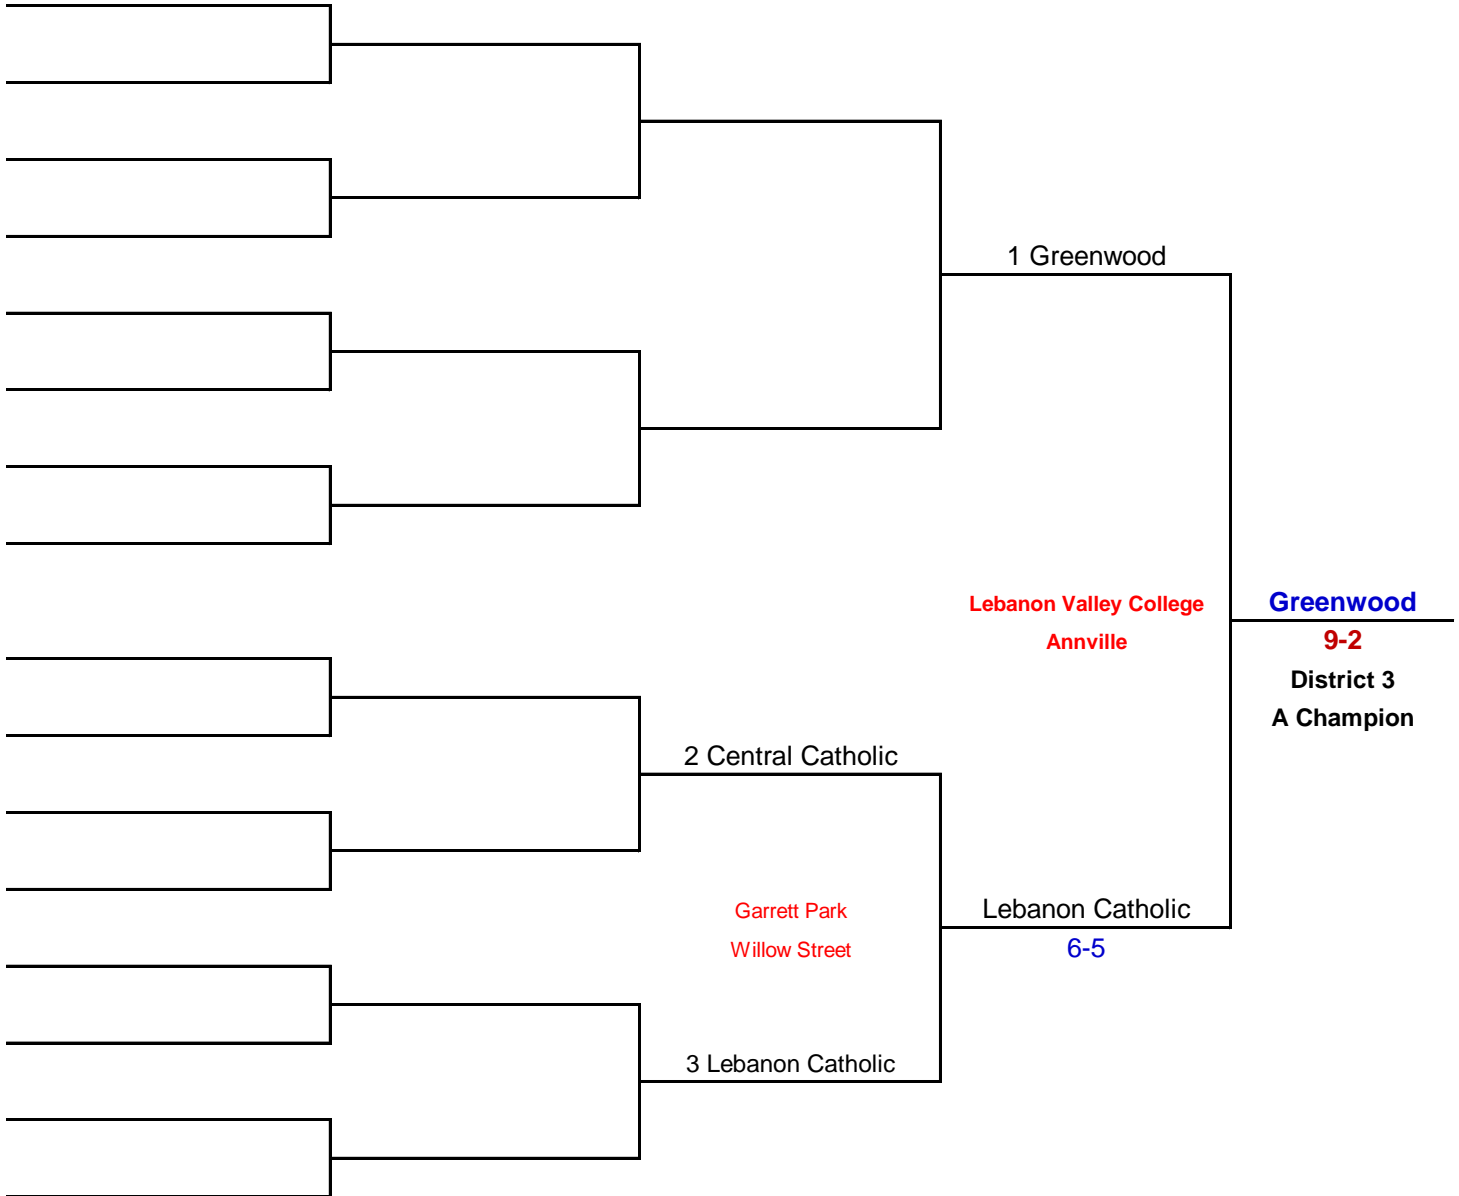 1 Greenwood
Lebanon Valley College
Annville
Greenwood
9-2
District 3
A Champion
2 Central Catholic
Garrett Park
Willow Street
Lebanon Catholic
6-5
3 Lebanon Catholic